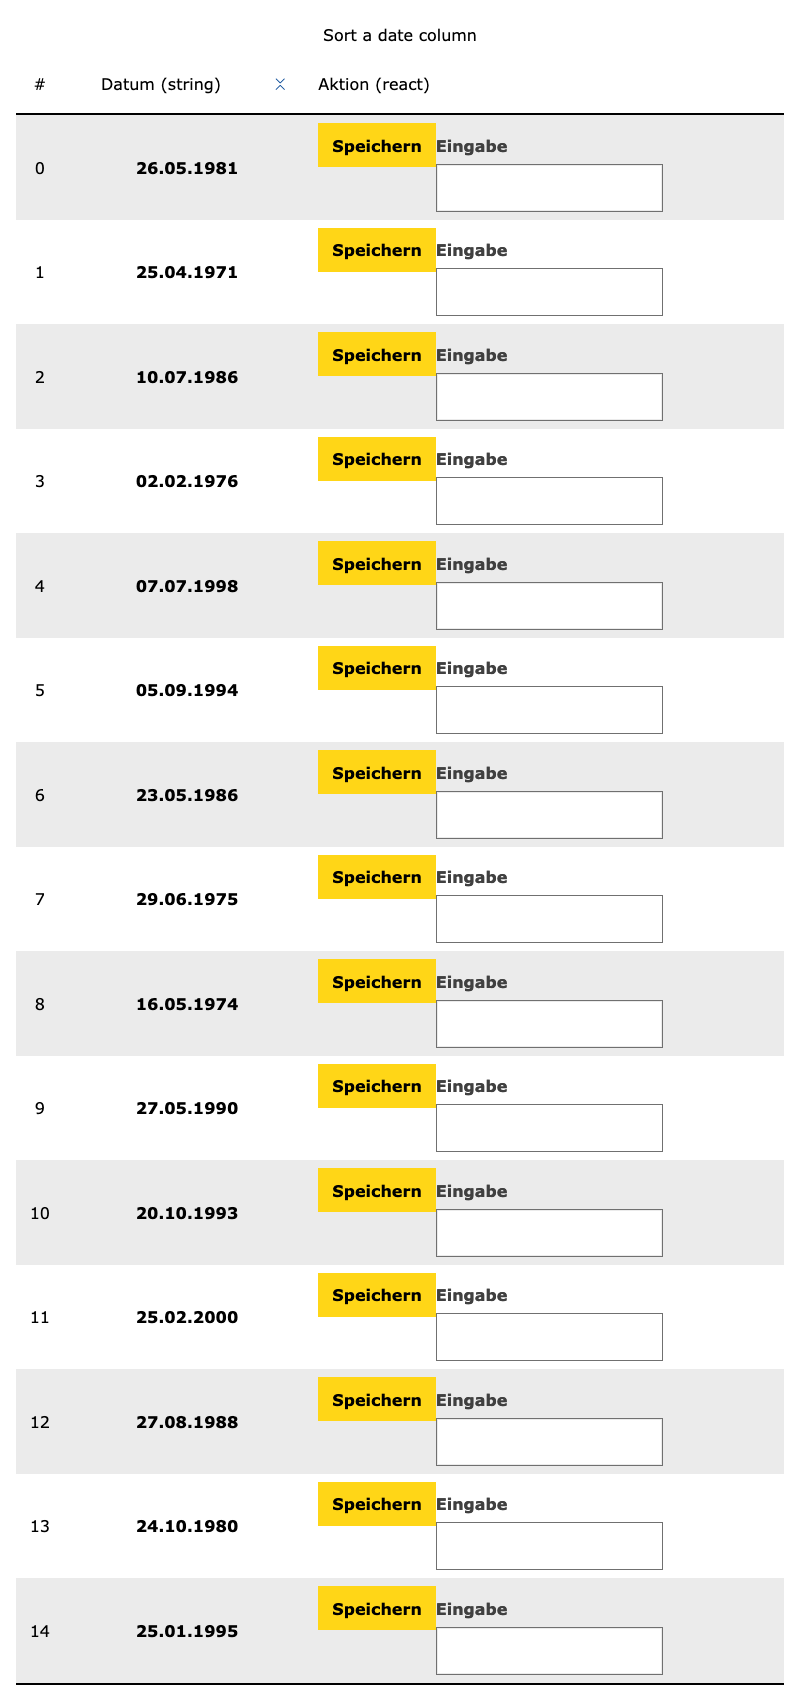 Sort a date column
# Datum (string) Aktion (react)
Speichern Eingabe
0 26.05.1981
Speichern Eingabe
1 25.04.1971
Speichern Eingabe
2 10.07.1986
Speichern Eingabe
3 02.02.1976
Speichern Eingabe
4 07.07.1998
Speichern Eingabe
5 05.09.1994
Speichern Eingabe
6 23.05.1986
Speichern Eingabe
7 29.06.1975
Speichern Eingabe
8 16.05.1974
Speichern Eingabe
9 27.05.1990
Speichern Eingabe
10 20.10.1993
Speichern Eingabe
11 25.02.2000
Speichern Eingabe
12 27.08.1988
Speichern Eingabe
13 24.10.1980
Speichern Eingabe
14 25.01.1995